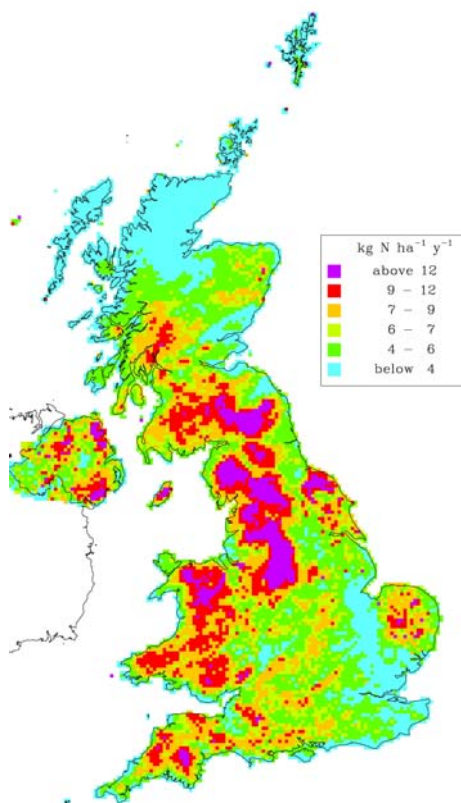 kg N ha⁻¹ y⁻¹
above 12
9 – 12
7 – 9
6 – 7
4 – 6
below 4